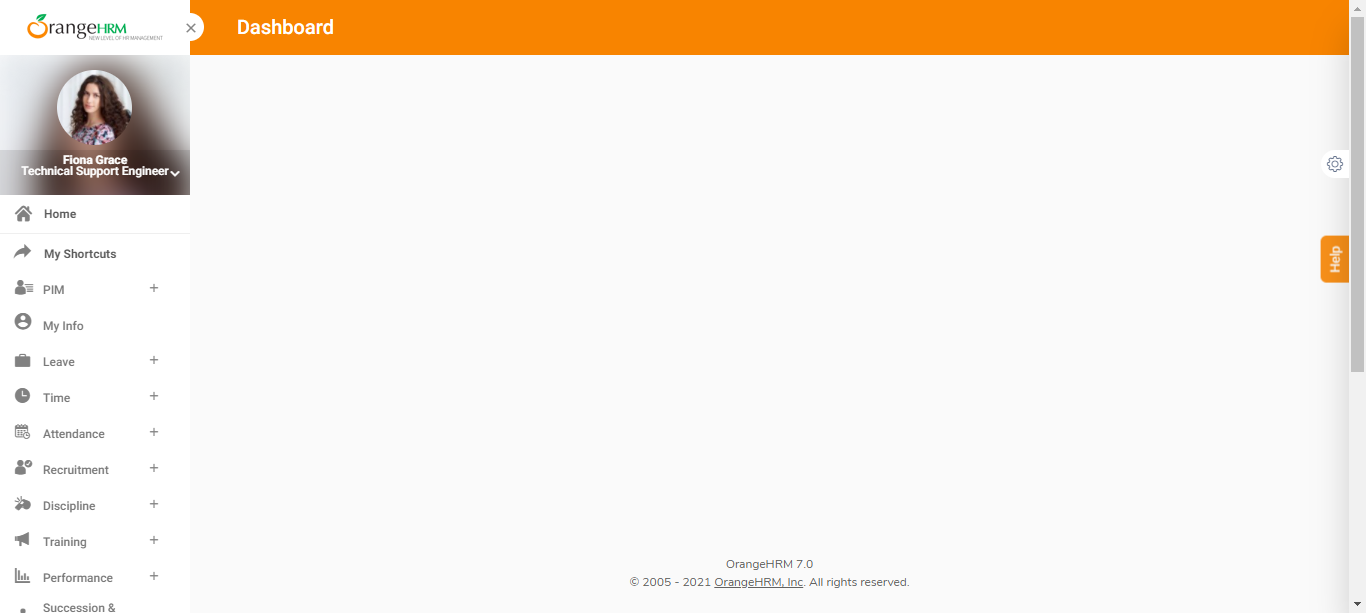 OrangeHRM
NEW LEVEL OF HR MANAGEMENT
Dashboard
Fiona Grace
Technical Support Engineer
Home
My Shortcuts
PIM
My Info
Leave
Time
Attendance
Recruitment
Discipline
Training
Performance
Succession &
Help
OrangeHRM 7.0
© 2005 - 2021 OrangeHRM, Inc. All rights reserved.